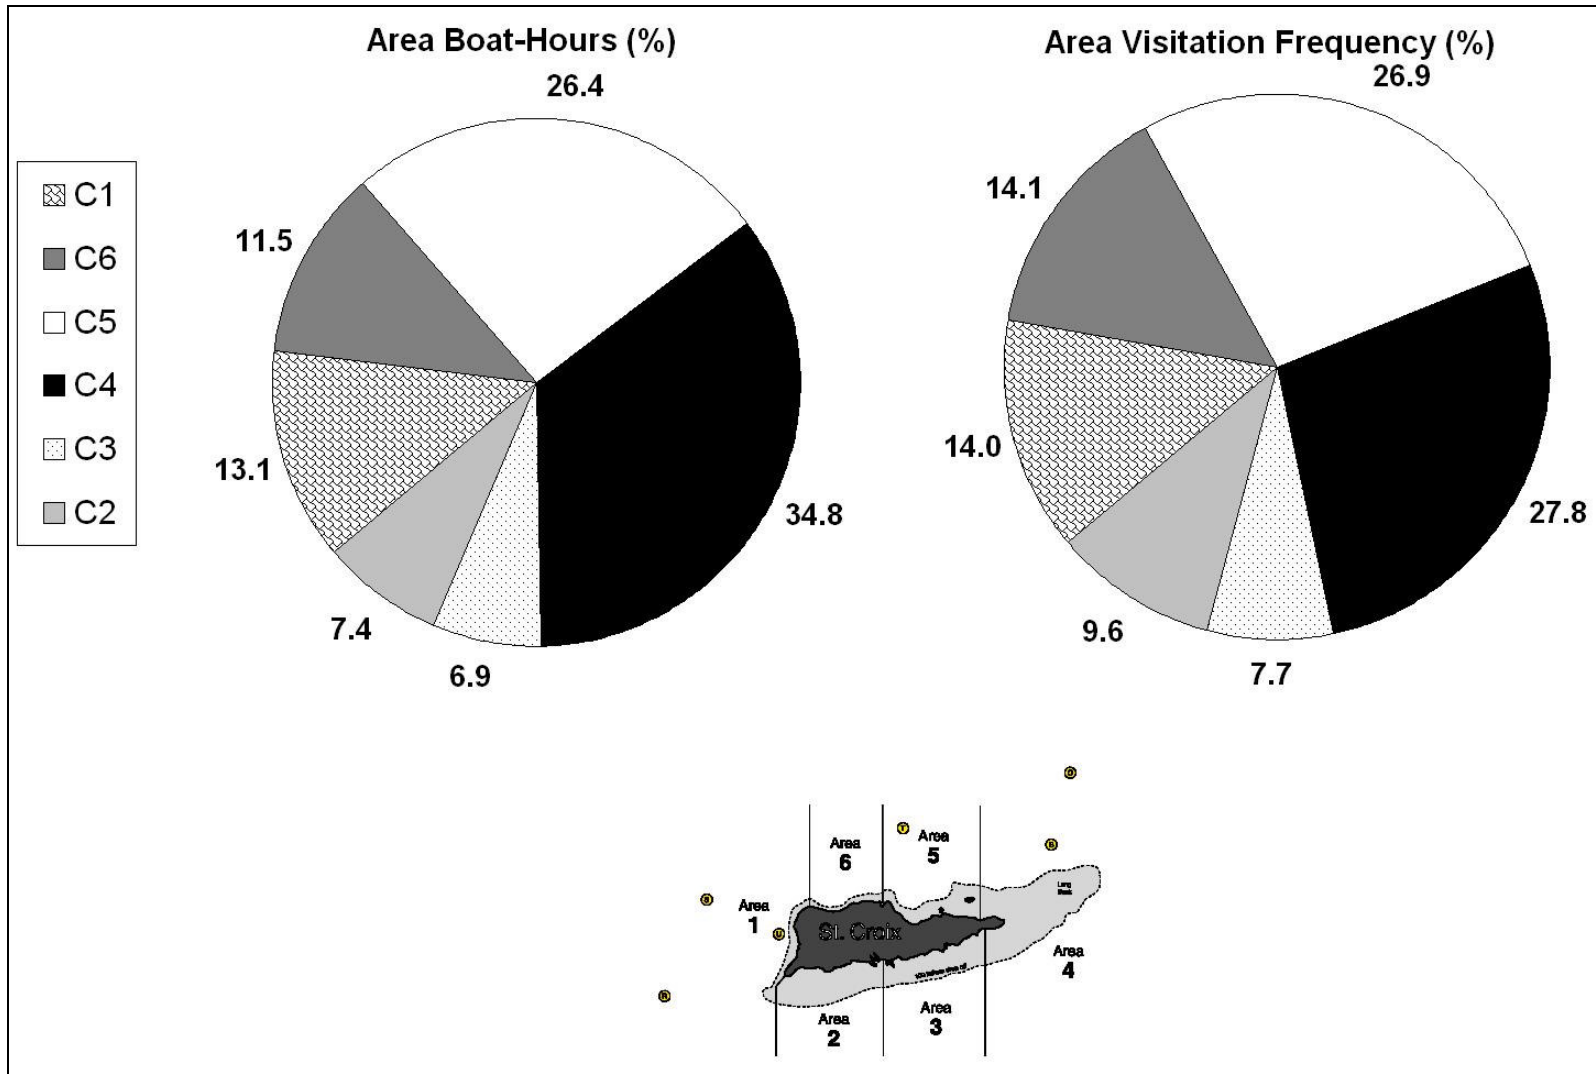 Area Boat-Hours (%)
26.4
11.5
13.1
7.4
6.9
34.8
Area Visitation Frequency (%)
26.9
14.1
14.0
9.6
7.7
27.8
C1
C6
C5
C4
C3
C2
Area
6
Area
5
Area
1
St. Croix
Area
4
Area
2
Area
3
T